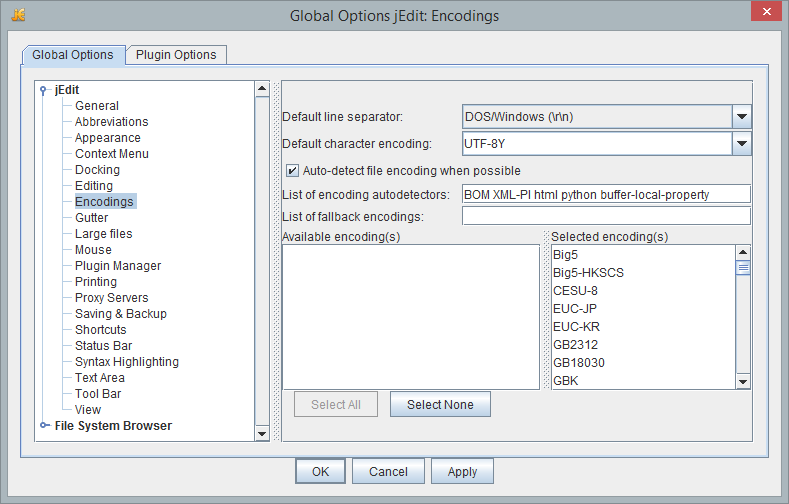 Global Options jEdit: Encodings
Global Options
Plugin Options
jEdit
General
Abbreviations
Appearance
Context Menu
Docking
Editing
Encodings
Gutter
Large files
Mouse
Plugin Manager
Printing
Proxy Servers
Saving & Backup
Shortcuts
Status Bar
Syntax Highlighting
Text Area
Tool Bar
View
File System Browser
Default line separator: DOS/Windows (\r\n)
Default character encoding: UTF-8Y
Auto-detect file encoding when possible
List of encoding autodetectors: BOM XML-PI html python buffer-local-property
List of fallback encodings:
Available encoding(s)
Selected encoding(s)
Big5
Big5-HKSCS
CESU-8
EUC-JP
EUC-KR
GB2312
GB18030
GBK
Select All
Select None
OK
Cancel
Apply